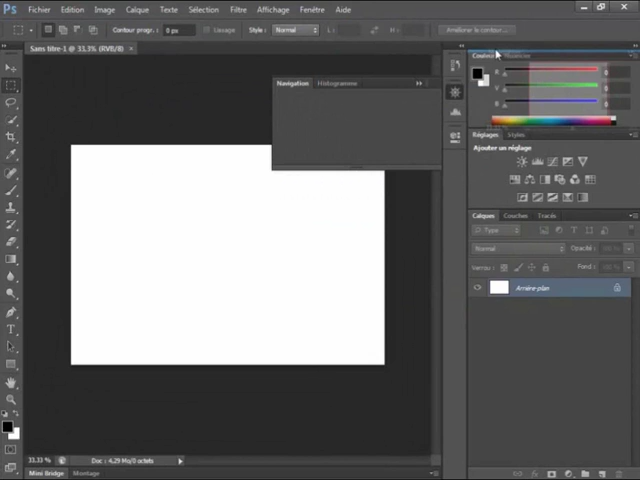 Ps Fichier Edition Image Calque Texte Sélection Filtre Affichage Fenêtre Aide
Contour progr. : 0 px Lissage Style : Normal L : H : Améliorer le contour...
Sans titre-1 @ 33.3% (RVB/8) ×
Couleur Nuancier
R 0
V 0
B 0
Navigation Histogramme
Réglages Styles
Ajouter un réglage
Calques Couches Tracés
Type
Normal Opacité :
Verrou : Fond :
Arrière-plan
33.33 % Doc : 4.29 Mo/0 octets
Mini Bridge Montage